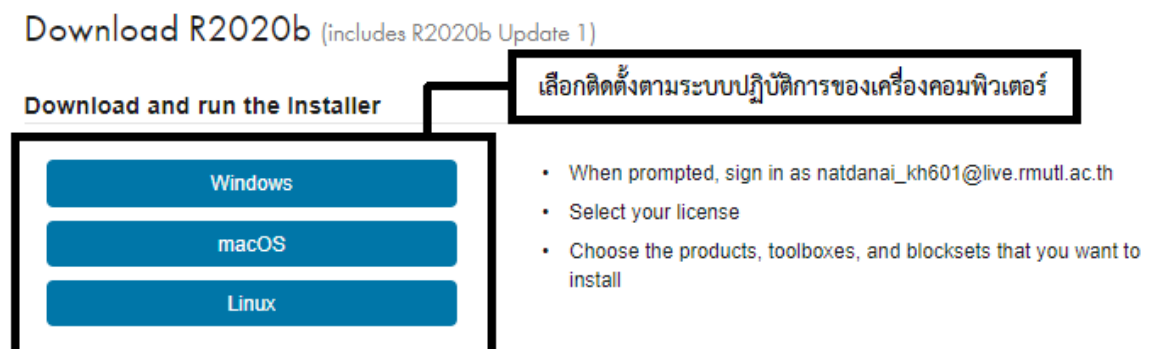 Download R2020b (includes R2020b Update 1)
เลือกติดตั้งตามระบบปฏิบัติการของเครื่องคอมพิวเตอร์
Download and run the Installer
Windows
macOS
Linux
• When prompted, sign in as natdanai_kh601@live.rmutl.ac.th
• Select your license
• Choose the products, toolboxes, and blocksets that you want to
install